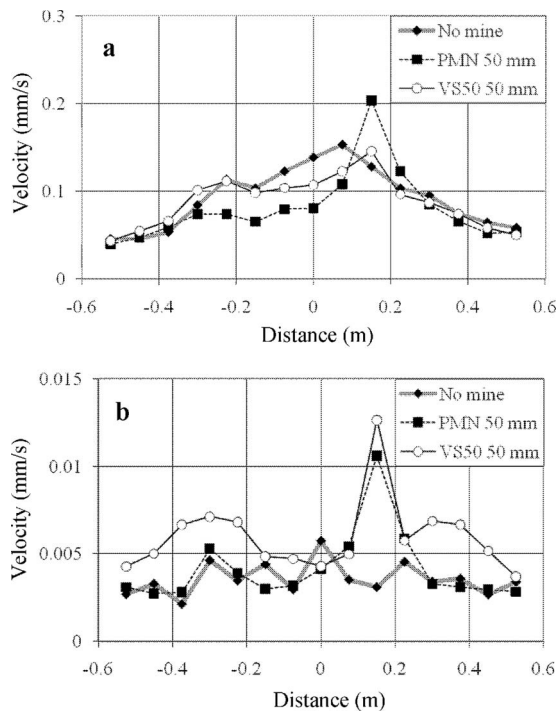 a
0.3
0.2
0.1
0
Velocity (mm/s)
No mine
PMN 50 mm
VS50 50 mm
-0.6 -0.4 -0.2 0 0.2 0.4 0.6
Distance (m)
b
0.015
0.01
0.005
0
Velocity (mm/s)
No mine
PMN 50 mm
VS50 50 mm
-0.6 -0.4 -0.2 0 0.2 0.4 0.6
Distance (m)